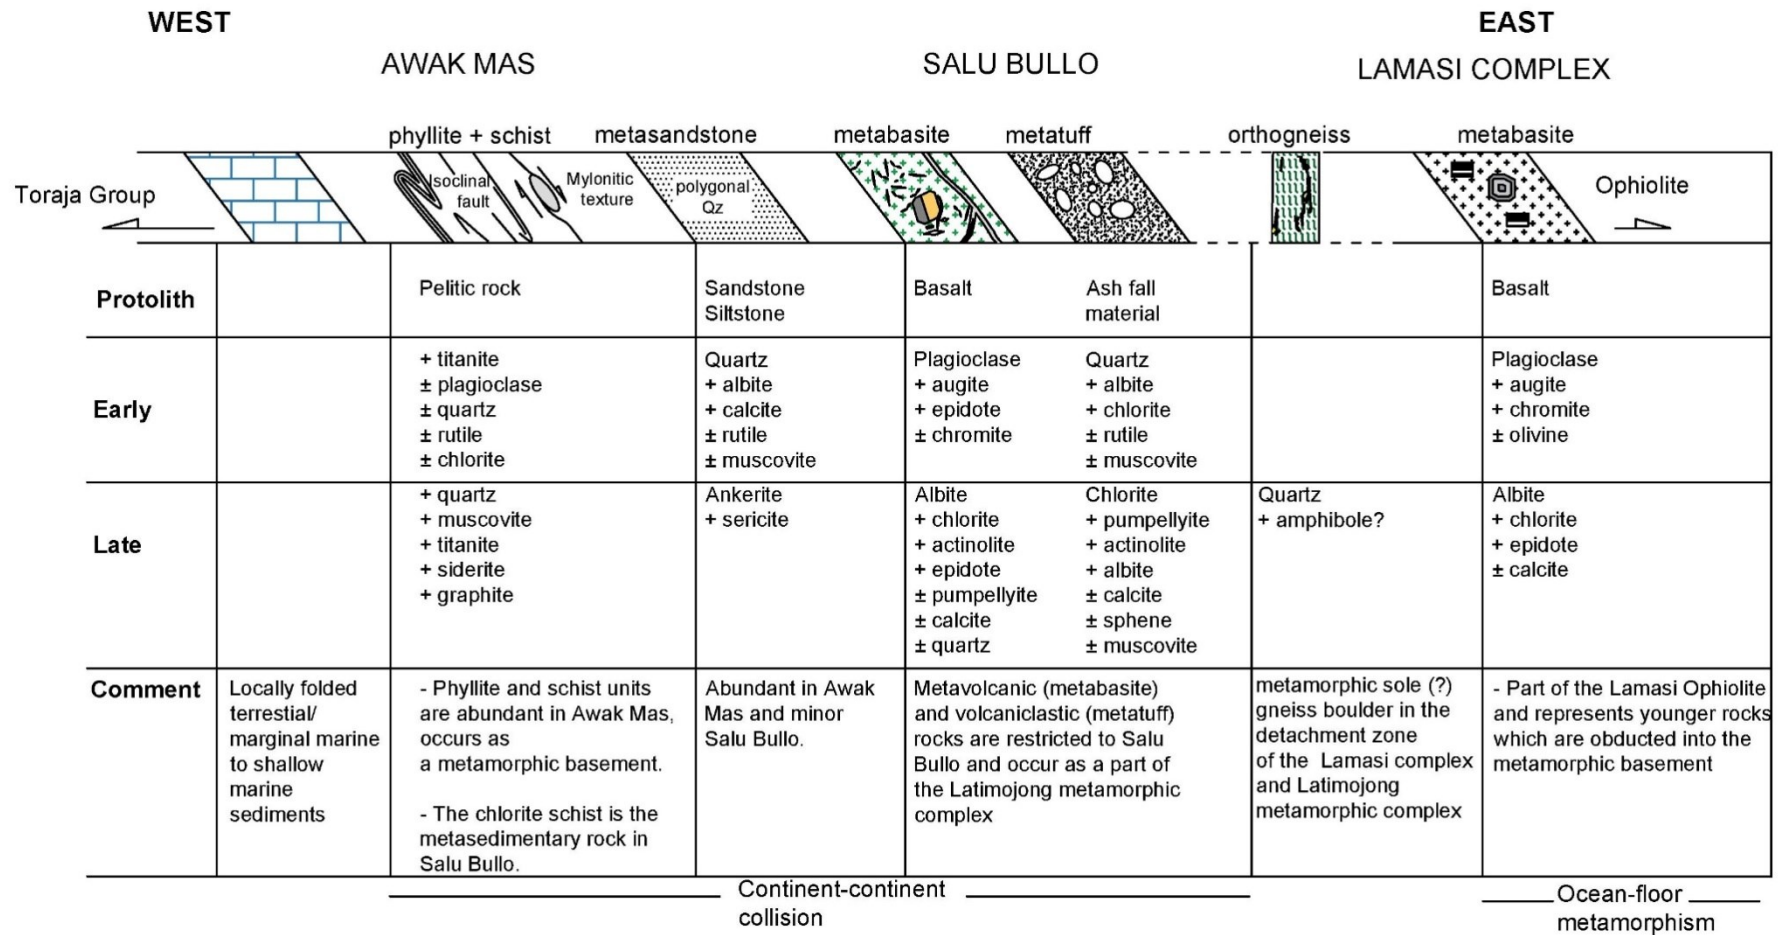 WEST
EAST
AWAK MAS
SALU BULLO
LAMASI COMPLEX
phyllite + schist
metasandstone
metabasite
metatuff
orthogneiss
metabasite
Toraja Group
Isoclinal
fault
Mylonitic
texture
polygonal
Qz
Ophiolite
Protolith
Pelitic rock
Sandstone
Siltstone
Basalt
Ash fall
material
Basalt
Early
+ titanite
± plagioclase
± quartz
± rutile
± chlorite
Quartz
+ albite
+ calcite
± rutile
± muscovite
Plagioclase
+ augite
+ epidote
± chromite
Quartz
+ albite
+ chlorite
± rutile
± muscovite
Plagioclase
+ augite
+ chromite
± olivine
Late
+ quartz
+ muscovite
+ titanite
+ siderite
+ graphite
Ankerite
+ sericite
Albite
+ chlorite
+ actinolite
+ epidote
± pumpellyite
± calcite
± quartz
Chlorite
+ pumpellyite
+ actinolite
+ albite
± calcite
± sphene
± muscovite
Quartz
+ amphibole?
Albite
+ chlorite
+ epidote
± calcite
Comment
Locally folded
terrestial/
marginal marine
to shallow
marine
sediments
- Phyllite and schist units
are abundant in Awak Mas,
occurs as
a metamorphic basement.
- The chlorite schist is the
metasedimentary rock in
Salu Bullo.
Abundant in Awak
Mas and minor
Salu Bullo.
Metavolcanic (metabasite)
and volcaniclastic (metatuff)
rocks are restricted to Salu
Bullo and occur as a part of
the Latimojong metamorphic
complex
metamorphic sole (?)
gneiss boulder in the
detachment zone
of the Lamasi complex
and Latimojong
metamorphic complex
- Part of the Lamasi Ophiolite
and represents younger rocks
which are obducted into the
metamorphic basement
Continent-continent
collision
Ocean-floor
metamorphism